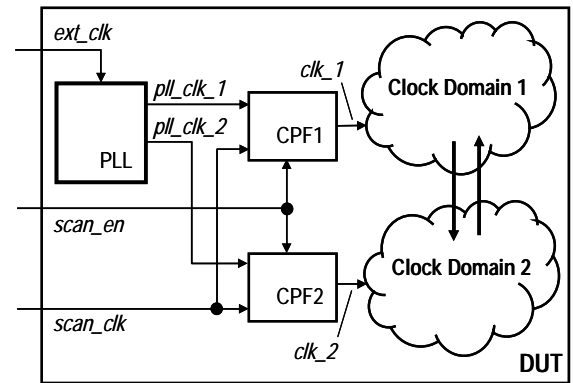 ext_clk
pll_clk_1
pll_clk_2
PLL
CPF1
clk_1
Clock Domain 1
scan_en
scan_clk
CPF2
clk_2
Clock Domain 2
DUT